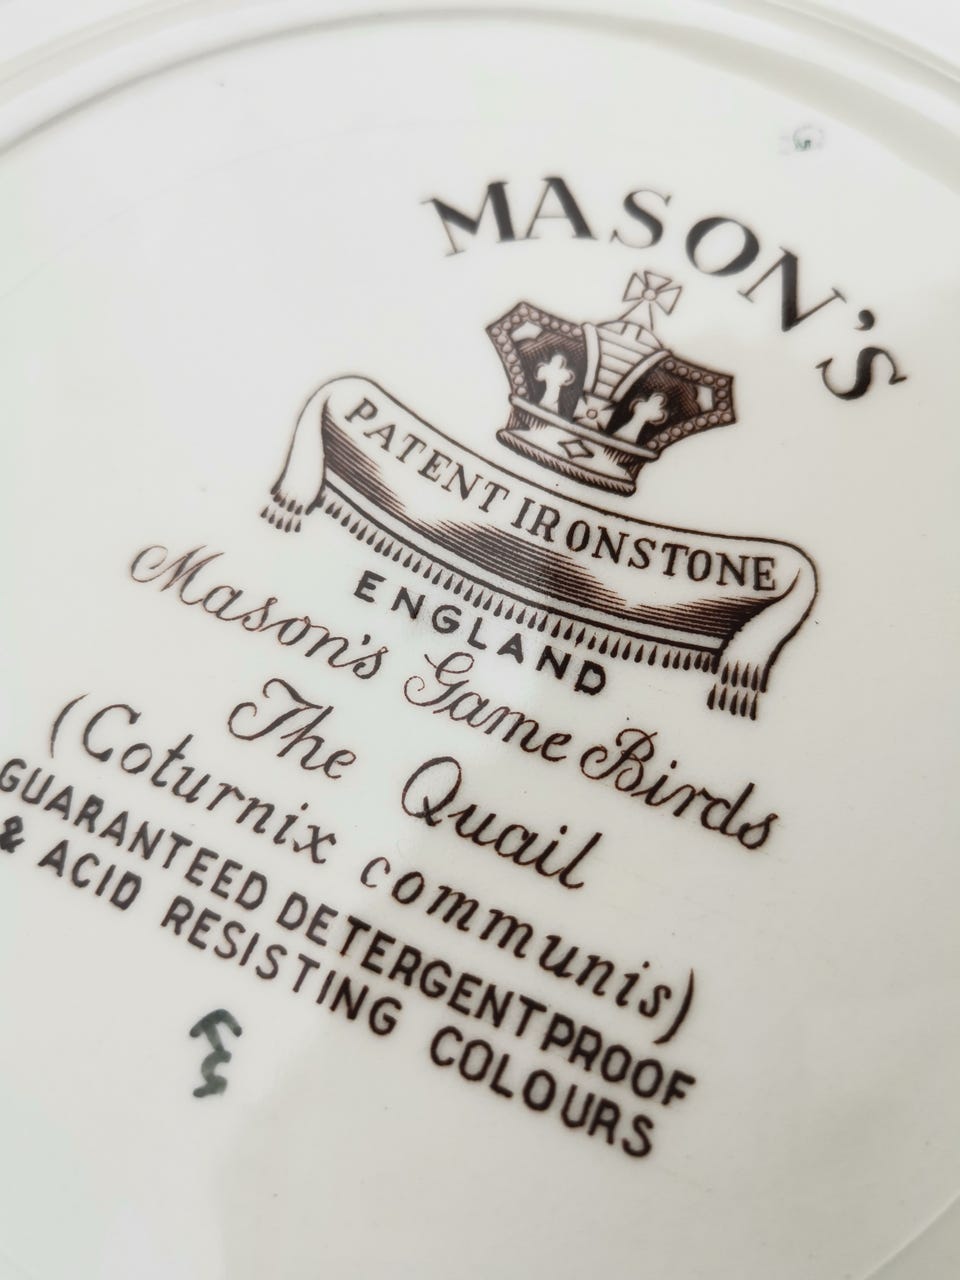 MASON'S
PATENT IRONSTONE
ENGLAND
Mason's Game Birds
The Quail
(Coturnix communis)
GUARANTEED DETERGENT PROOF
& ACID RESISTING COLOURS